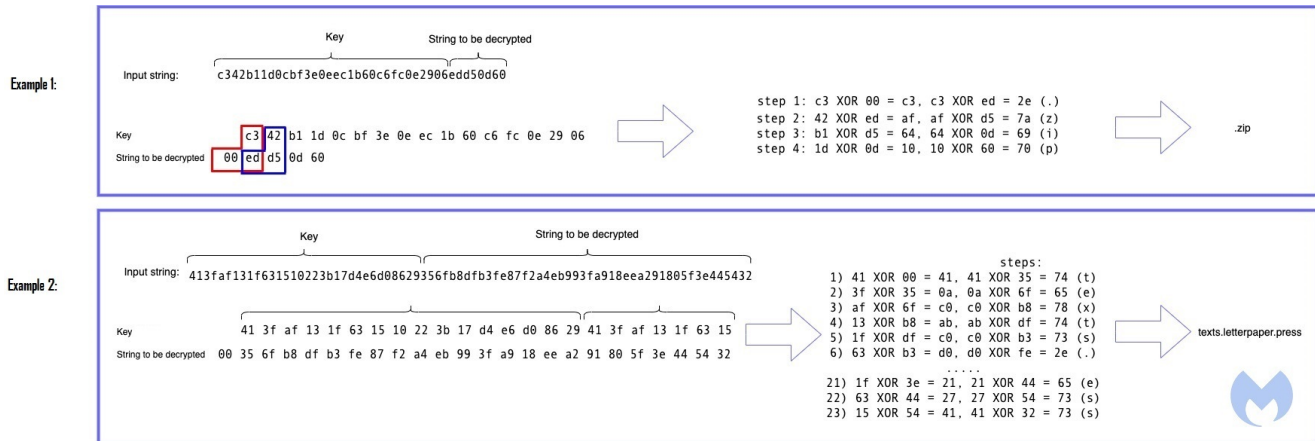 Key
String to be decrypted
Example 1:
Input string:
c342b11d0cbf3e0eec1b60c6fc0e2906edd50d60
Key
c3 42 b1 1d 0c bf 3e 0e ec 1b 60 c6 fc 0e 29 06
String to be decrypted
00 ed d5 0d 60
step 1: c3 XOR 00 = c3, c3 XOR ed = 2e (.)
step 2: 42 XOR ed = af, af XOR d5 = 7a (z)
step 3: b1 XOR d5 = 64, 64 XOR 0d = 69 (i)
step 4: 1d XOR 0d = 10, 10 XOR 60 = 70 (p)
.zip
Key
String to be decrypted
Example 2:
Input string:
413faf131f631510223b17d4e6d08629356fb8dfb3fe87f2a4eb993fa918eea291805f3e445432
Key
41 3f af 13 1f 63 15 10 22 3b 17 d4 e6 d0 86 29 41 3f af 13 1f 63 15
String to be decrypted
00 35 6f b8 df b3 fe 87 f2 a4 eb 99 3f a9 18 ee a2 91 80 5f 3e 44 54 32
steps:
1) 41 XOR 00 = 41, 41 XOR 35 = 74 (t)
2) 3f XOR 35 = 0a, 0a XOR 6f = 65 (e)
3) af XOR 6f = c0, c0 XOR b8 = 78 (x)
4) 13 XOR b8 = ab, ab XOR df = 74 (t)
5) 1f XOR df = c0, c0 XOR b3 = 73 (s)
6) 63 XOR b3 = d0, d0 XOR fe = 2e (.)
.....
21) 1f XOR 3e = 21, 21 XOR 44 = 65 (e)
22) 63 XOR 44 = 27, 27 XOR 54 = 73 (s)
23) 15 XOR 54 = 41, 41 XOR 32 = 73 (s)
texts.letterpaper.press